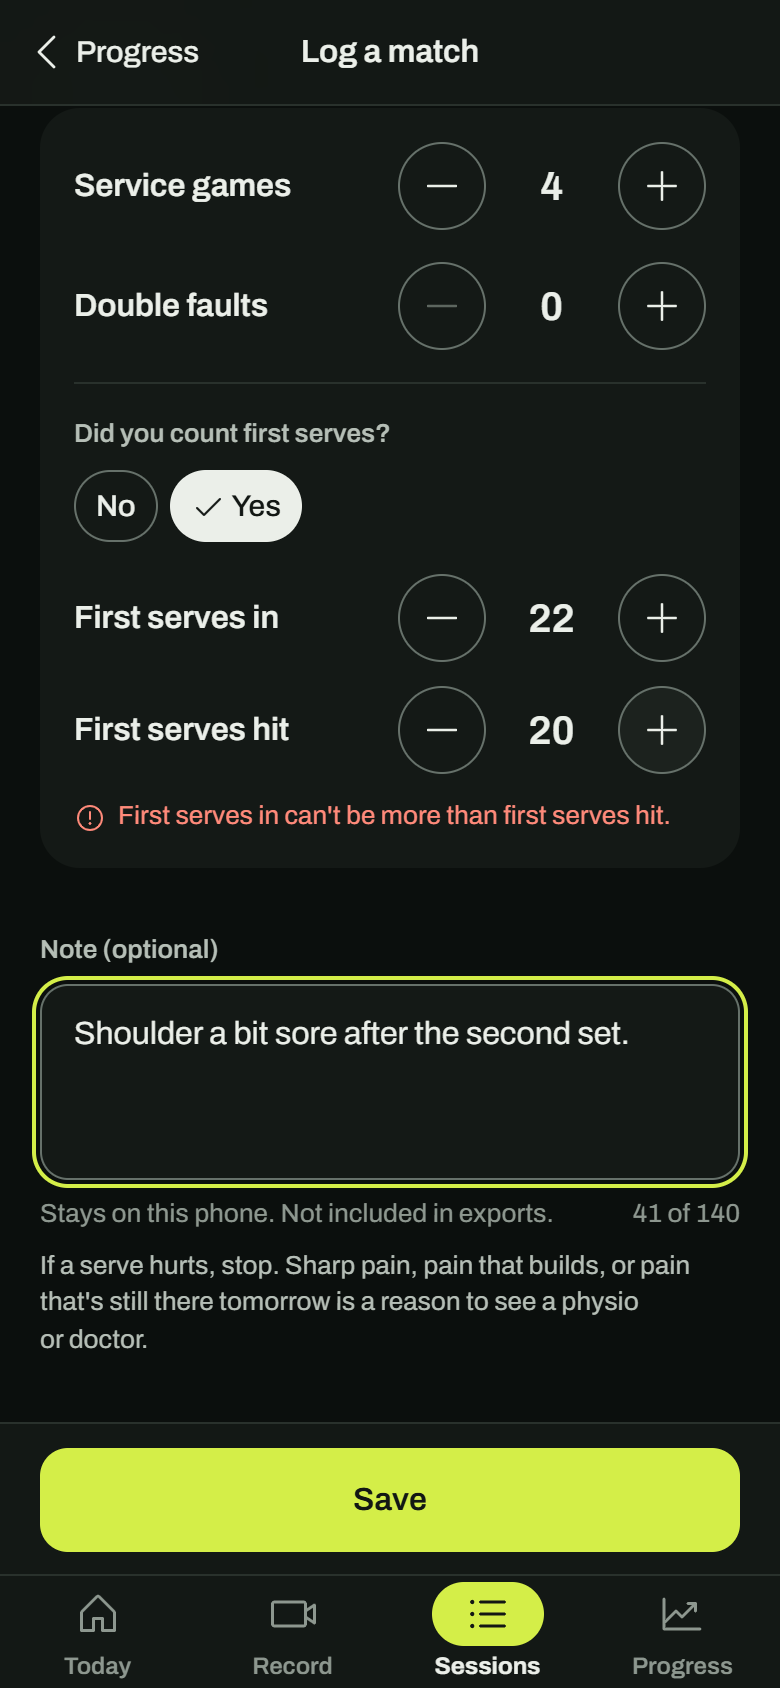 Progress
Log a match
Service games
4
Double faults
0
Did you count first serves?
No
Yes
First serves in
22
First serves hit
20
First serves in can't be more than first serves hit.
Note (optional)
Shoulder a bit sore after the second set.
Stays on this phone. Not included in exports.
41 of 140
If a serve hurts, stop. Sharp pain, pain that builds, or pain
that's still there tomorrow is a reason to see a physio
or doctor.
Save
Today
Record
Sessions
Progress